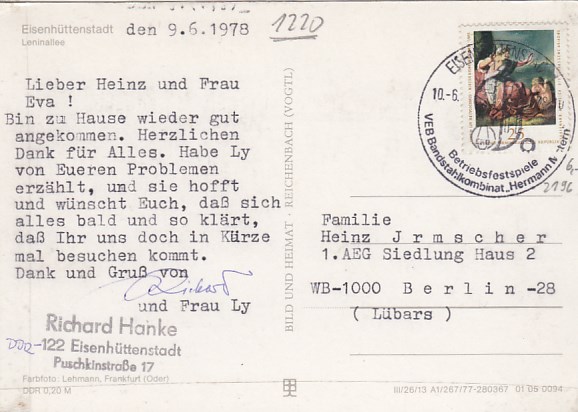 Eisenhüttenstadt
Leninallee
den 9.6.1978
1220
Lieber Heinz und Frau
Eva !
Bin zu Hause wieder gut
angekommen. Herzlichen
Dank für Alles. Habe Ly
von Eueren Problemen
erzählt, und sie hofft
und wünscht Euch, daß sich
alles bald und so klärt,
daß Ihr uns doch in Kürze
mal besuchen kommt.
Dank und Gruß von
Richard
und Frau Ly
Richard Hanke
DDR-122 Eisenhüttenstadt
Puschkinstraße 17
Farbfoto: Lehmann, Frankfurt (Oder)
DDR 0,20 M
BILD UND HEIMAT · REICHENBACH (VOGTL)
10.-6.
25
Betriebsfestspiele
VEB Bandstahlkombinat „Hermann M
6,-
2196
Familie
Heinz Jrmscher
1.AEG Siedlung Haus 2
WB-1000 Berlin -28
(Lübars )
III/26/13 A1/267/77-280367 01 05 0094